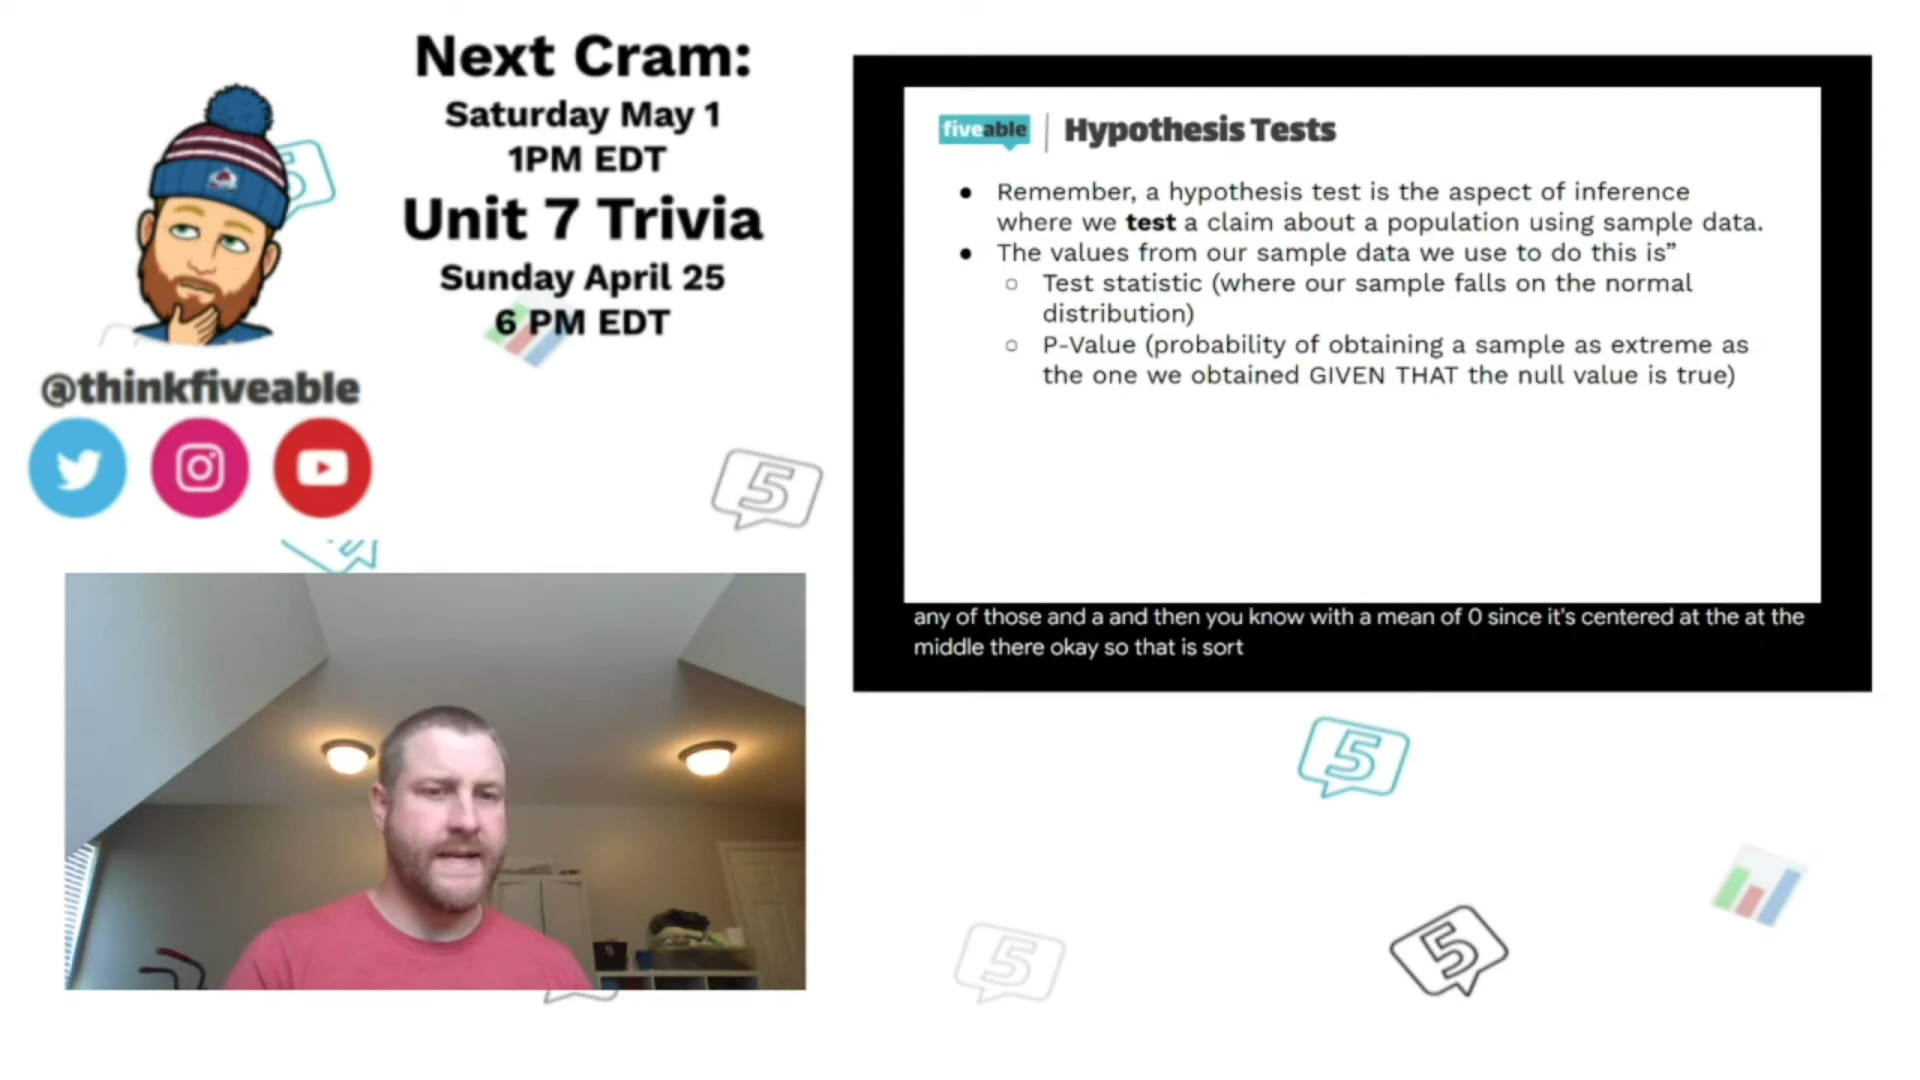 Next Cram:
Saturday May 1
1PM EDT
Unit 7 Trivia
Sunday April 25
6 PM EDT
@thinkfiveable
5
5
5
5
fiveable | Hypothesis Tests
● Remember, a hypothesis test is the aspect of inference
where we test a claim about a population using sample data.
● The values from our sample data we use to do this is”
○ Test statistic (where our sample falls on the normal
distribution)
○ P-Value (probability of obtaining a sample as extreme as
the one we obtained GIVEN THAT the null value is true)
any of those and a and then you know with a mean of 0 since it's centered at the at the
middle there okay so that is sort